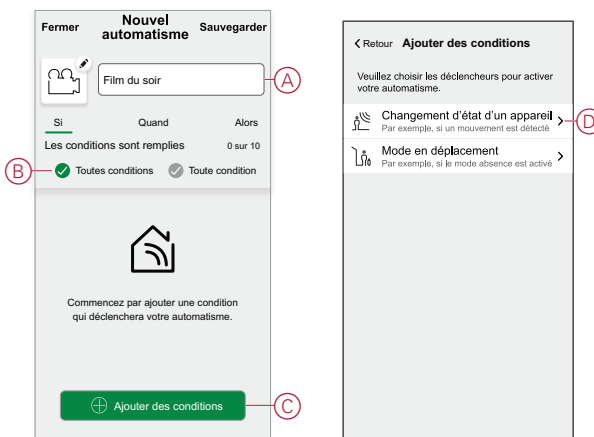 Fermer
Nouvel
automatisme
Sauvegarder
Film du soir
A
Si
Quand
Alors
Les conditions sont remplies
0 sur 10
B
Toutes conditions
Toute condition
Commencez par ajouter une condition
qui déclenchera votre automatisme.
Ajouter des conditions
C
Retour
Ajouter des conditions
Veuillez choisir les déclencheurs pour activer
votre automatisme.
Changement d'état d'un appareil
Par exemple, si un mouvement est détecté
D
Mode en déplacement
Par exemple, si le mode absence est activé